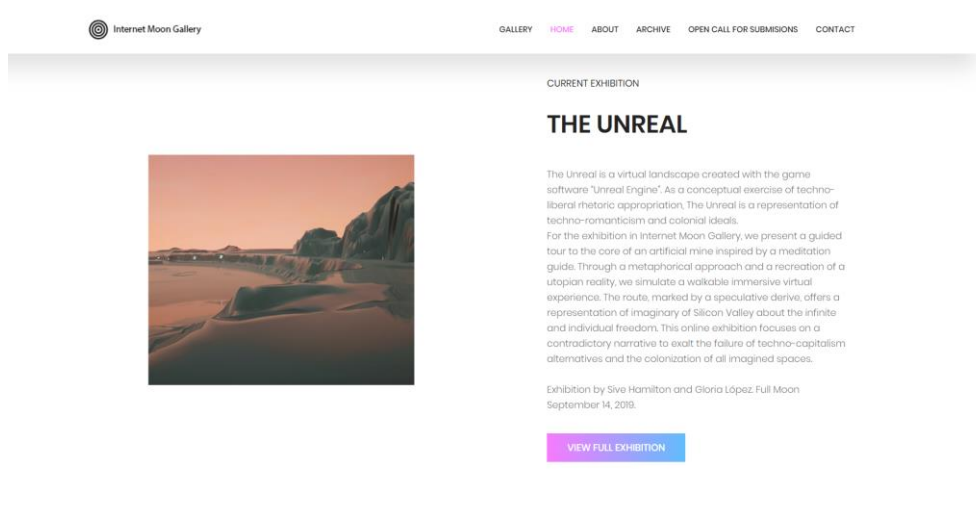 Internet Moon Gallery
GALLERY HOME ABOUT ARCHIVE OPEN CALL FOR SUBMISIONS CONTACT
CURRENT EXHIBITION
THE UNREAL
The Unreal is a virtual landscape created with the game
software "Unreal Engine". As a conceptual exercise of techno-
liberal rhetoric appropriation, The Unreal is a representation of
techno-romanticism and colonial ideals.
For the exhibition in Internet Moon Gallery, we present a guided
tour to the core of an artificial mine inspired by a meditation
guide. Through a metaphorical approach and a recreation of a
utopian reality, we simulate a walkable immersive virtual
experience. The route, marked by a speculative derive, offers a
representation of imaginary of Silicon Valley about the infinite
and individual freedom. This online exhibition focuses on a
contradictory narrative to exalt the failure of techno-capitalism
alternatives and the colonization of all imagined spaces.
Exhibition by Sive Hamilton and Gloria López. Full Moon
September 14, 2019.
VIEW FULL EXHIBITION